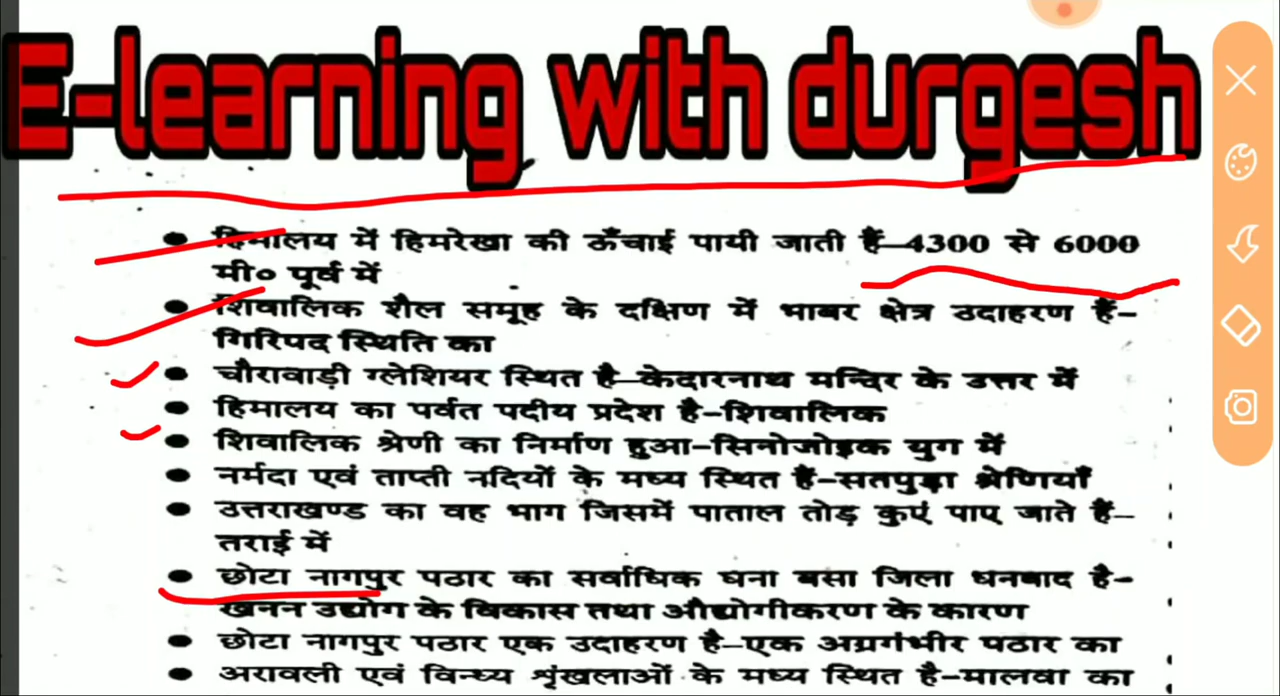 E-learning with durgesh
हिमालय में हिमरेखा की ऊँचाई पायी जाती हैं–4300 से 6000
मी० पूर्व में
शिवालिक शैल समूह के दक्षिण में भाबर क्षेत्र उदाहरण हैं–
गिरिपद स्थिति का
चौरावाड़ी ग्लेशियर स्थित है–केदारनाथ मन्दिर के उत्तर में
हिमालय का पर्वत पदीय प्रदेश है–शिवालिक
शिवालिक श्रेणी का निर्माण हुआ–सिनोजोइक युग में
नर्मदा एवं ताप्ती नदियों के मध्य स्थित हैं–सतपुड़ा श्रेणियाँ
उत्तराखण्ड का वह भाग जिसमें पाताल तोड़ कुएं पाए जाते हैं–
तराई में
छोटा नागपुर पठार का सर्वाधिक घना बसा जिला धनबाद है–
खनन उद्योग के विकास तथा औद्योगीकरण के कारण
छोटा नागपुर पठार एक उदाहरण है–एक अग्रगंभीर पठार का
अरावली एवं विन्ध्य श्रृंखलाओं के मध्य स्थित है–मालवा का